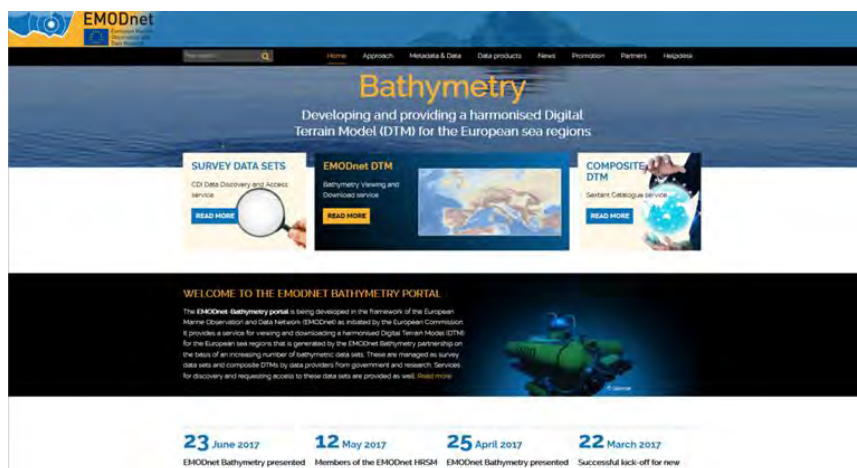 EMODnet
European Marine
Observation and
Data Network
Home Approach Metadata & Data Data products News Promotion Partners Helpdesk
Bathymetry
Developing and providing a harmonised Digital
Terrain Model (DTM) for the European sea regions
SURVEY DATA SETS
CDI Data Discovery and Access
service
READ MORE
EMODnet DTM
Bathymetry Viewing and
Download service
READ MORE
COMPOSITE
DTM
Sextant Catalogue service
READ MORE
WELCOME TO THE EMODNET BATHYMETRY PORTAL
The EMODnet-Bathymetry portal is being developed in the framework of the European
Marine Observation and Data Network (EMODnet) as initiated by the European Commission.
It provides a service for viewing and downloading a harmonised Digital Terrain Model (DTM)
for the European sea regions that is generated by the EMODnet Bathymetry partnership on
the basis of an increasing number of bathymetric data sets. These are managed as survey
data sets and composite DTMs by data providers from government and research. Services
for discovery and requesting access to these data sets are provided as well. Read more
23 June 2017
12 May 2017
25 April 2017
22 March 2017
EMODnet Bathymetry presented
Members of the EMODnet HRSM
EMODnet Bathymetry presented
Successful kick-off for new